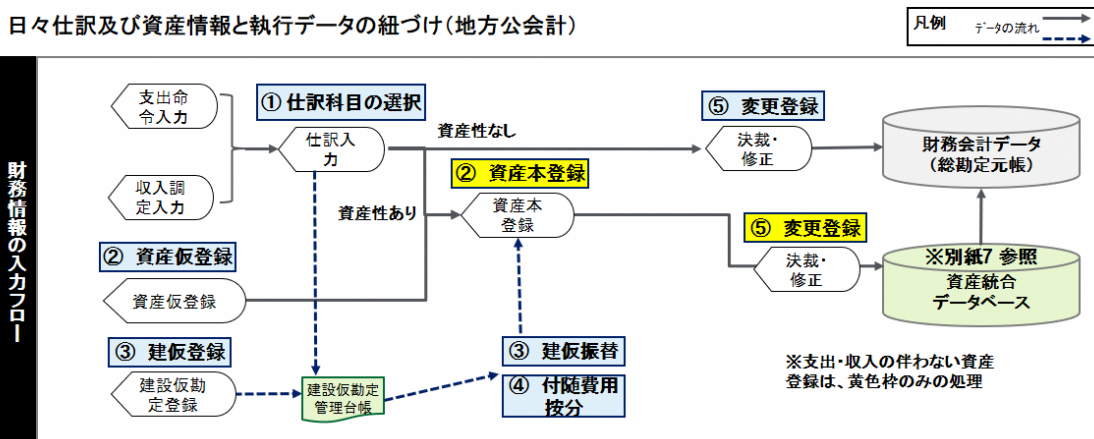 日々仕訳及び資産情報と執行データの紐づけ(地方公会計)
凡例
データの流れ
財務情報の入力フロー
支出命
令入力
① 仕訳科目の選択
仕訳入
力
資産性なし
⑤ 変更登録
決裁・
修正
財務会計データ
(総勘定元帳)
収入調
定入力
資産性あり
② 資産本登録
資産本
登録
⑤ 変更登録
決裁・
修正
※別紙7 参照
資産統合
データベース
② 資産仮登録
資産仮登録
③ 建仮登録
建設仮勘
定登録
建設仮勘定
管理台帳
③ 建仮振替
④ 付随費用
按分
※支出・収入の伴わない資産
登録は、黄色枠のみの処理